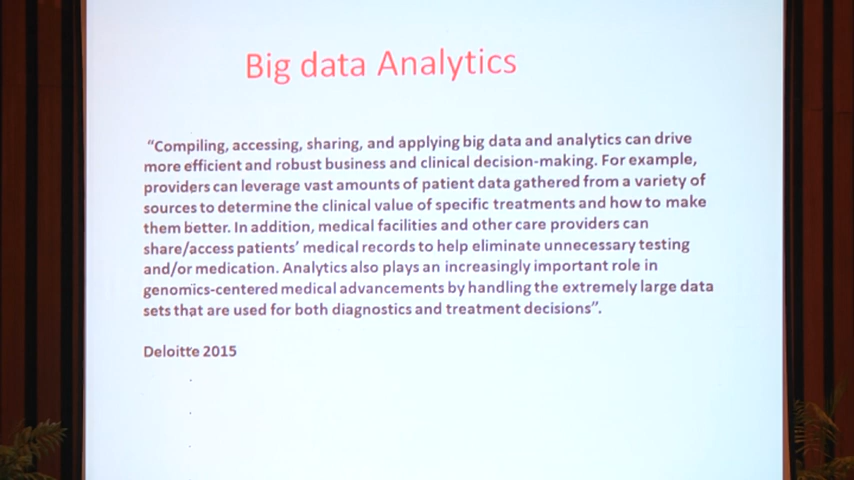 Big data Analytics
"Compiling, accessing, sharing, and applying big data and analytics can drive
more efficient and robust business and clinical decision-making. For example,
providers can leverage vast amounts of patient data gathered from a variety of
sources to determine the clinical value of specific treatments and how to make
them better. In addition, medical facilities and other care providers can
share/access patients' medical records to help eliminate unnecessary testing
and/or medication. Analytics also plays an increasingly important role in
genomics-centered medical advancements by handling the extremely large data
sets that are used for both diagnostics and treatment decisions".
Deloitte 2015